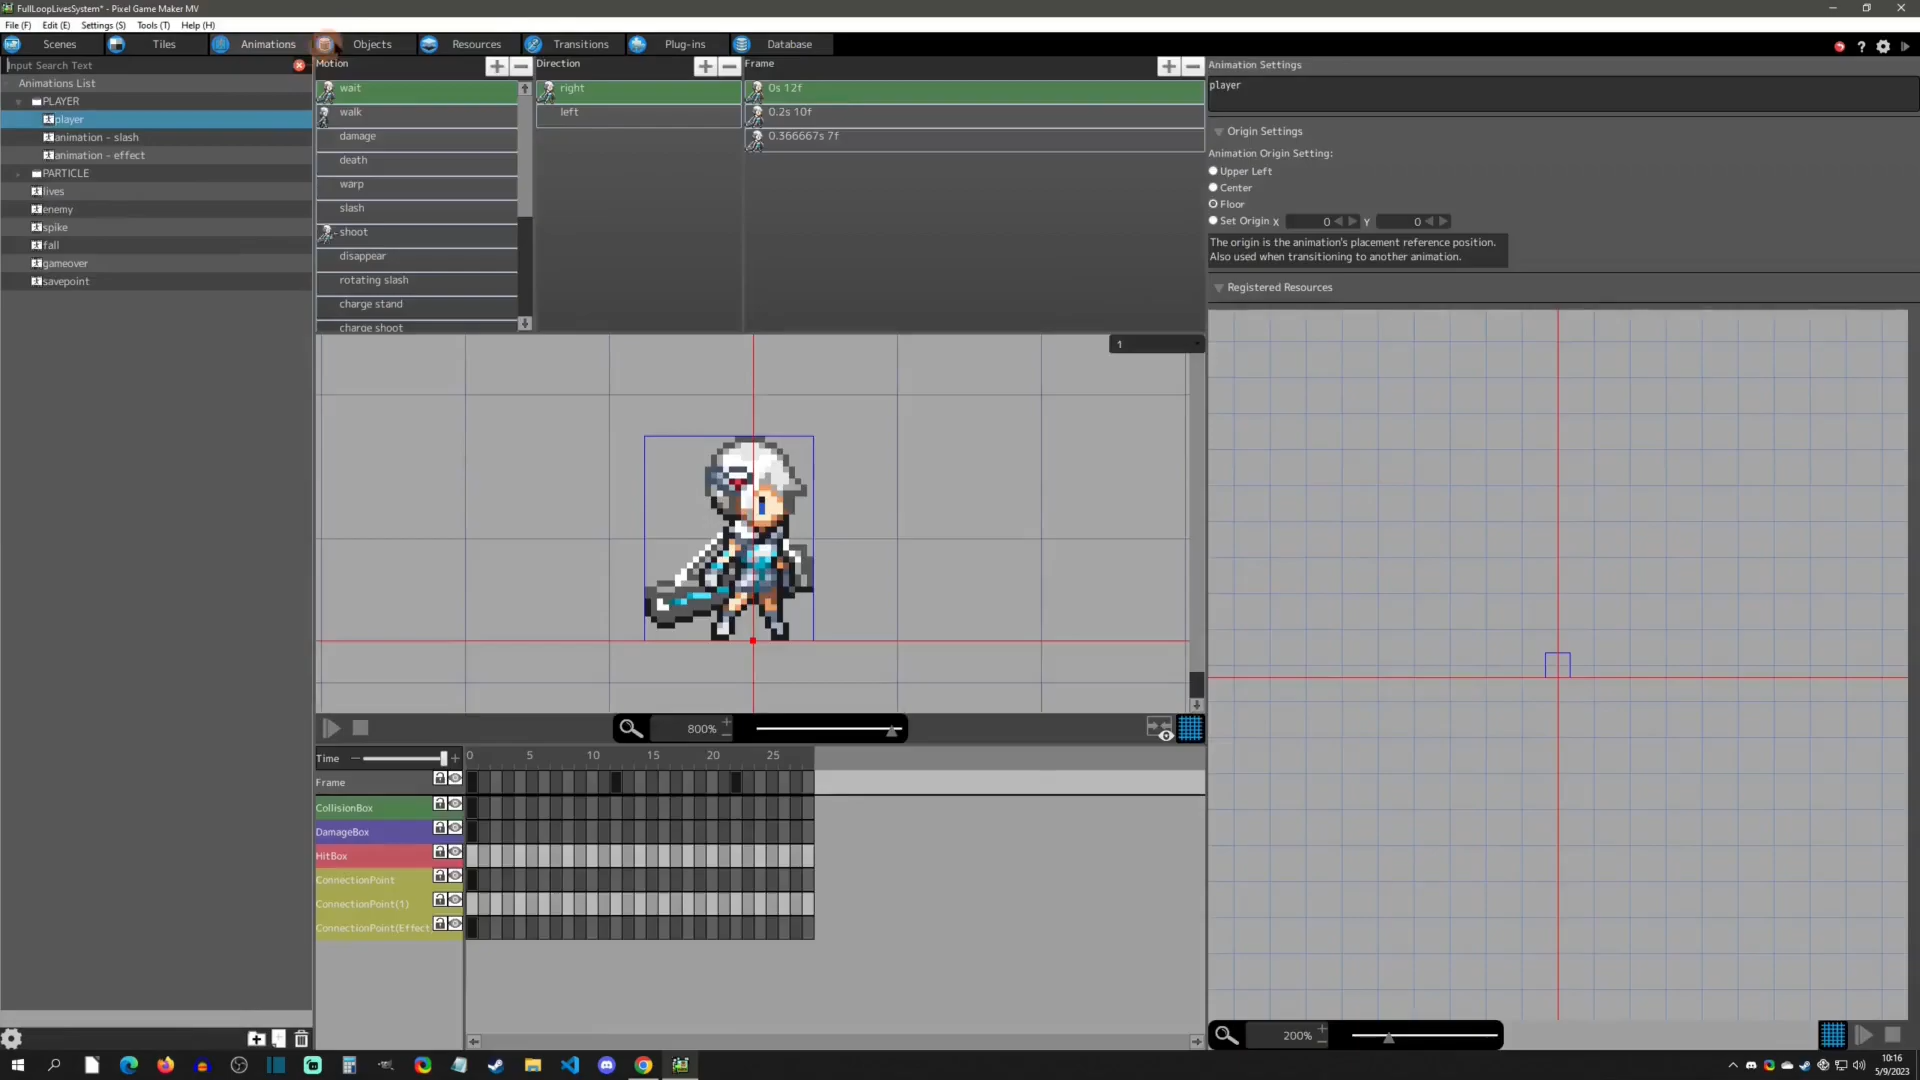 FullLoopLivesSystem* - Pixel Game Maker MV
File (F) Edit (E) Settings (S) Tools (T) Help (H)
Scenes Tiles Animations Objects Resources Transitions Plug-ins Database
Input Search Text
Animations List
PLAYER
player
animation - slash
animation - effect
PARTICLE
lives
enemy
spike
fall
gameover
savepoint
Motion
wait
walk
damage
death
warp
slash
shoot
disappear
rotating slash
charge stand
charge shoot
Direction
right
left
Frame
0s 12f
0.2s 10f
0.366667s 7f
Animation Settings
player
Origin Settings
Animation Origin Setting:
Upper Left
Center
Floor
Set Origin X 0 Y 0
The origin is the animation's placement reference position.
Also used when transitioning to another animation.
Registered Resources
1
800%
Time 0 5 10 15 20 25
Frame
CollisionBox
DamageBox
HitBox
ConnectionPoint
ConnectionPoint(1)
ConnectionPoint(Effect
200%
10:16
5/9/2023